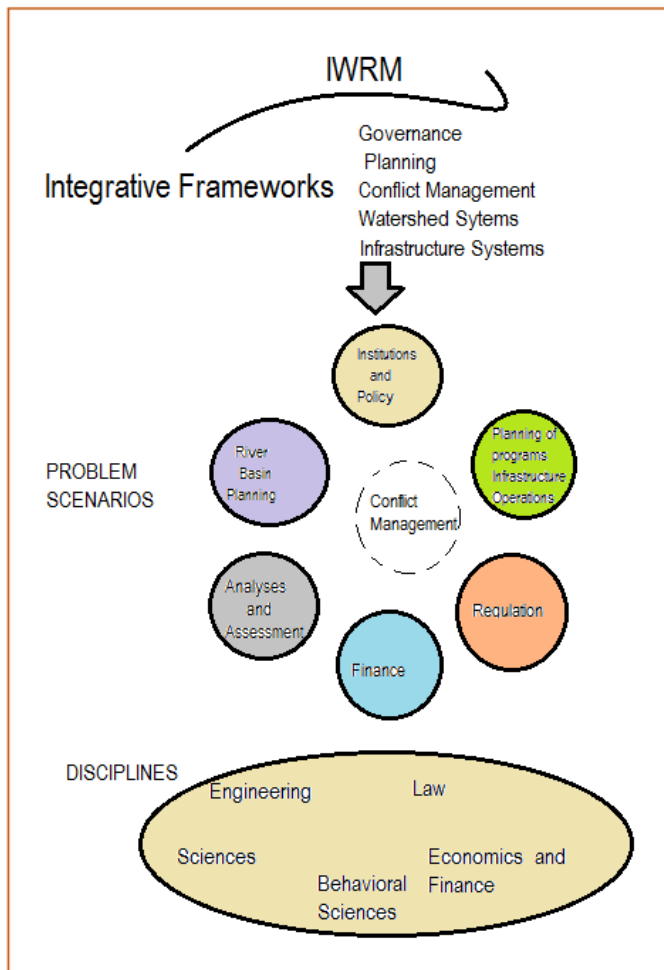 IWRM
Integrative Frameworks
Governance
Planning
Conflict Management
Watershed Sytems
Infrastructure Systems
Institutions
and
Policy
PROBLEM
SCENARIOS
River
Basin
Planning
Planning of
programs
Infrastructure
Operations
Conflict
Management
Analyses
and
Assessment
Regulation
Finance
DISCIPLINES
Engineering
Law
Sciences
Economics and
Finance
Behavioral
Sciences